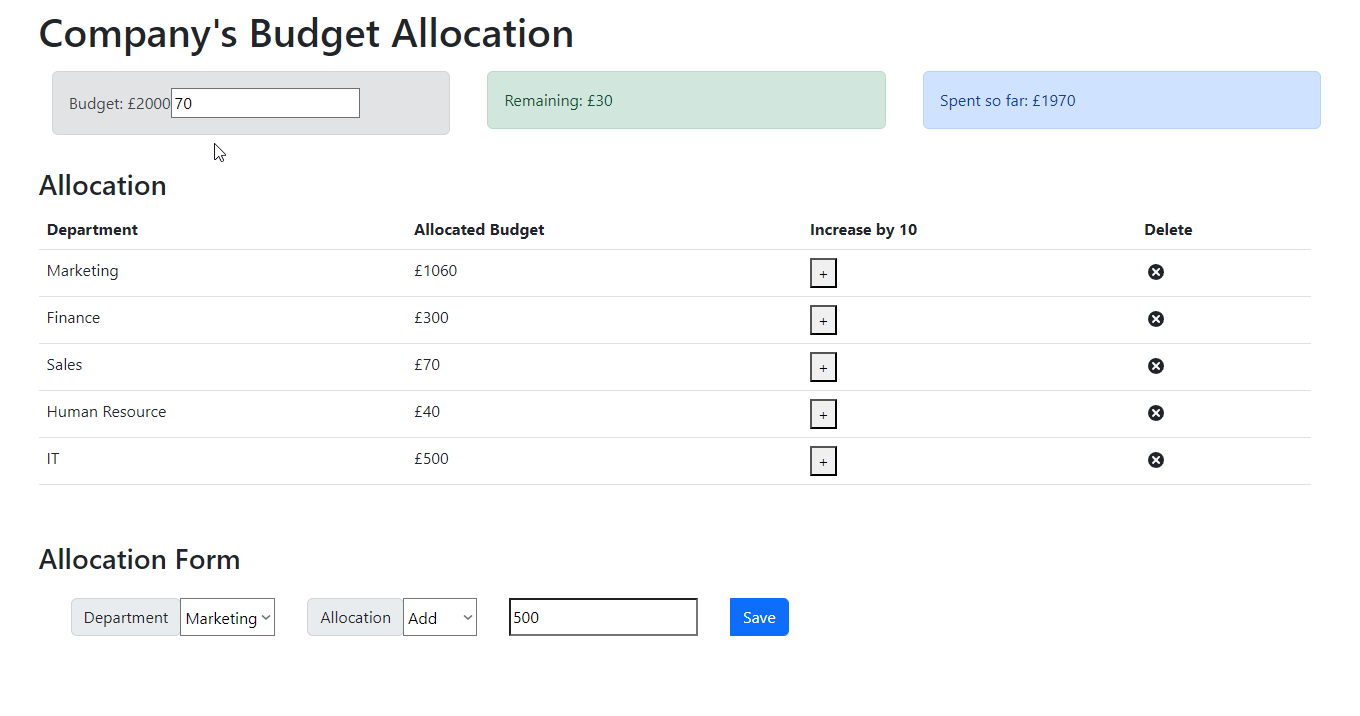 Company's Budget Allocation
Budget: £2000 70
Remaining: £30
Spent so far: £1970
Allocation
Department Allocated Budget Increase by 10 Delete
Marketing £1060 +
Finance £300 +
Sales £70 +
Human Resource £40 +
IT £500 +
Allocation Form
Department Marketing Allocation Add 500 Save